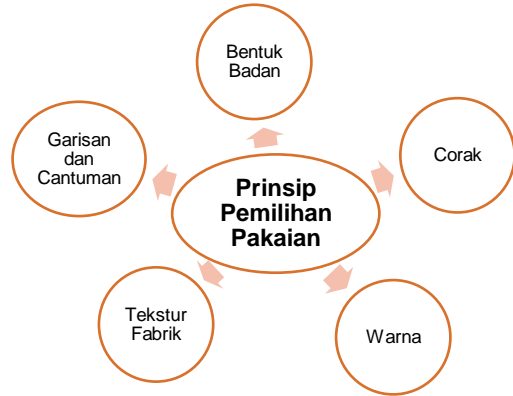 Bentuk
Badan
Garisan
dan
Cantuman
Corak
Prinsip
Pemilihan
Pakaian
Tekstur
Fabrik
Warna